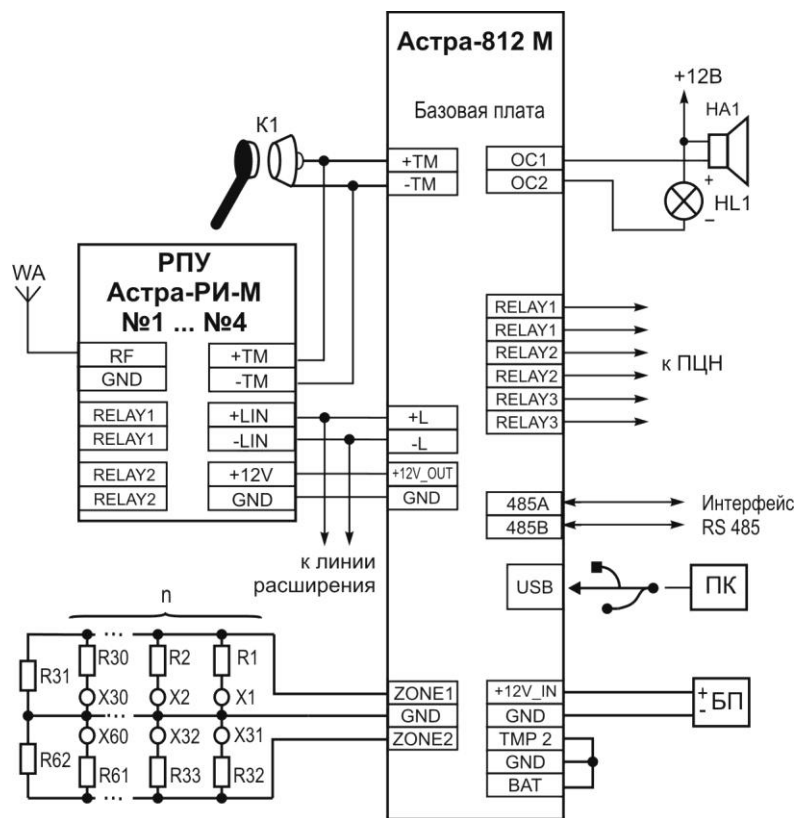 Астра-812 М
Базовая плата
+12В
HA1
K1
+TM
OC1
-TM
OC2
+
HL1
–
WA
РПУ
Астра-РИ-М
№1 ... №4
RF
+TM
GND
-TM
RELAY1
+LIN
RELAY1
-LIN
RELAY2
+12V
RELAY2
GND
+L
-L
+12V_OUT
GND
RELAY1
RELAY1
RELAY2
RELAY2
RELAY3
RELAY3
к ПЦН
485A
485B
Интерфейс
RS 485
к линии
расширения
USB
ПК
n
...
R30
R2
R1
R31
X30
X2
X1
ZONE1
GND
ZONE2
X60
X32
X31
R62
R61
R33
R32
...
+12V_IN
GND
TMP 2
GND
BAT
+
-
БП